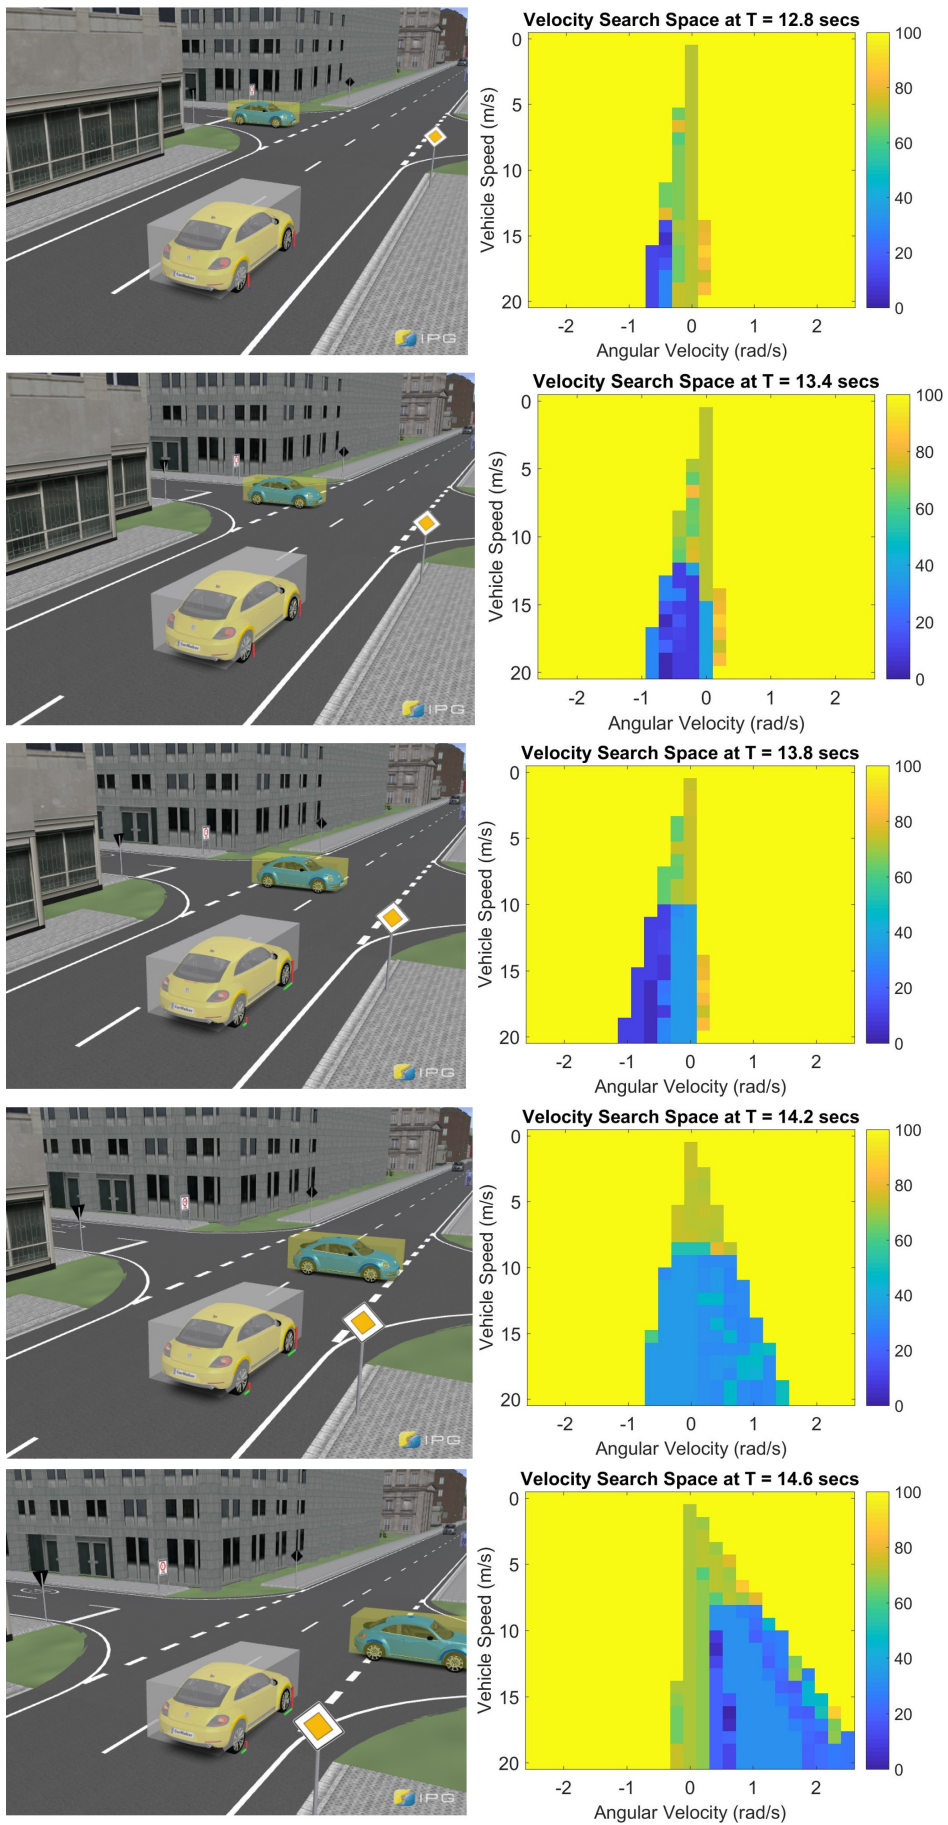 Velocity Search Space at T = 12.8 secs
0
5
10
15
20
Vehicle Speed (m/s)
-2 -1 0 1 2
Angular Velocity (rad/s)
100
80
60
40
20
0
IPG
Velocity Search Space at T = 13.4 secs
0
5
10
15
20
Vehicle Speed (m/s)
-2 -1 0 1 2
Angular Velocity (rad/s)
100
80
60
40
20
0
IPG
Velocity Search Space at T = 13.8 secs
0
5
10
15
20
Vehicle Speed (m/s)
-2 -1 0 1 2
Angular Velocity (rad/s)
100
80
60
40
20
0
IPG
Velocity Search Space at T = 14.2 secs
0
5
10
15
20
Vehicle Speed (m/s)
-2 -1 0 1 2
Angular Velocity (rad/s)
100
80
60
40
20
0
IPG
Velocity Search Space at T = 14.6 secs
0
5
10
15
20
Vehicle Speed (m/s)
-2 -1 0 1 2
Angular Velocity (rad/s)
100
80
60
40
20
0
IPG